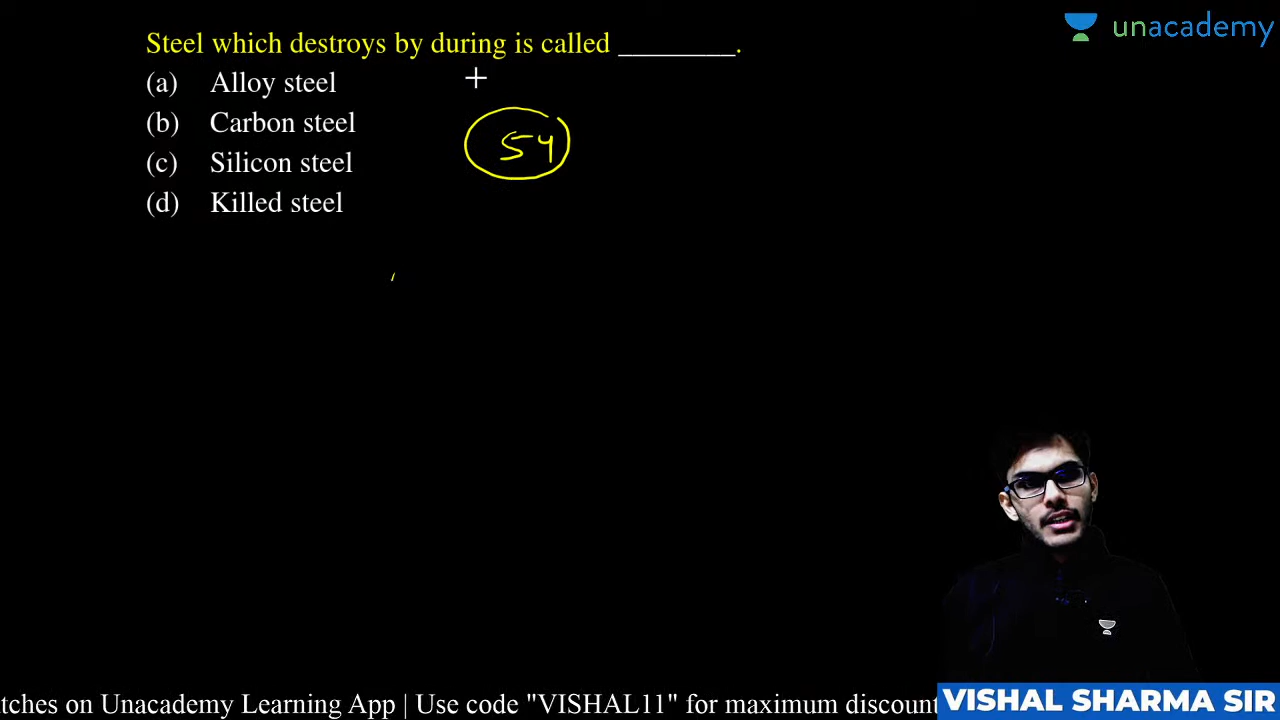 unacademy
Steel which destroys by during is called ________.
(a) Alloy steel
(b) Carbon steel
(c) Silicon steel
(d) Killed steel
54
tches on Unacademy Learning App | Use code "VISHAL11" for maximum discount
VISHAL SHARMA SIR